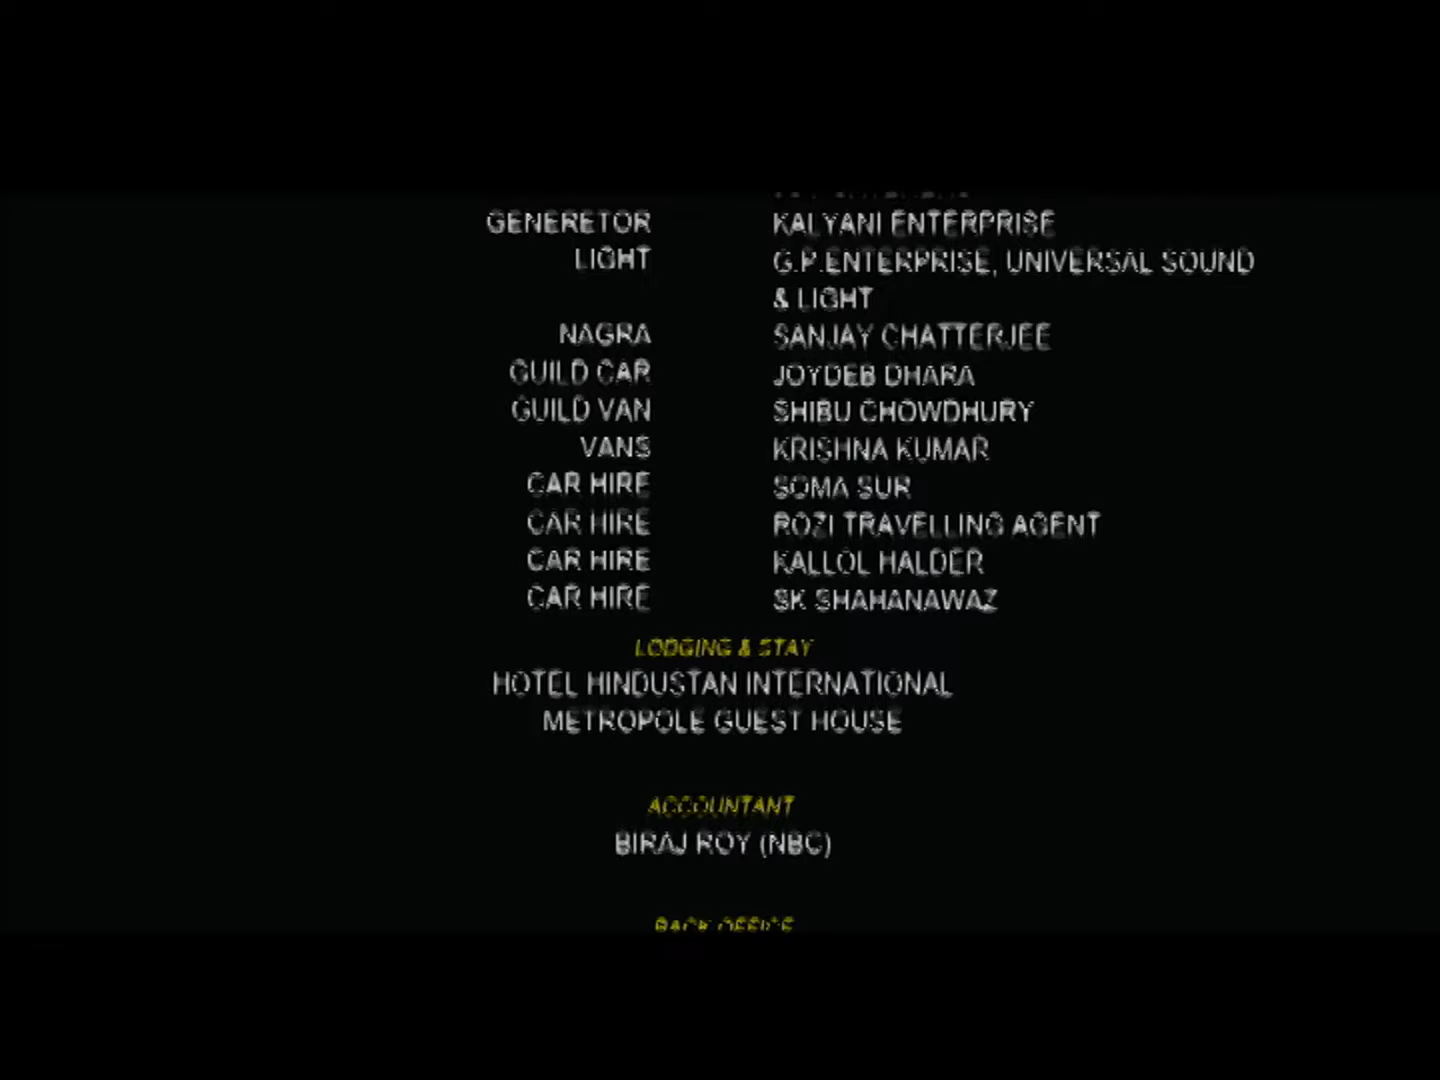 GENERETOR KALYANI ENTERPRISE
LIGHT G.P.ENTERPRISE, UNIVERSAL SOUND
& LIGHT
NAGRA SANJAY CHATTERJEE
GUILD CAR JOYDEB DHARA
GUILD VAN SHIBU CHOWDHURY
VANS KRISHNA KUMAR
CAR HIRE SOMA SUR
CAR HIRE ROZI TRAVELLING AGENT
CAR HIRE KALLOL HALDER
CAR HIRE SK SHAHANAWAZ
LODGING & STAY
HOTEL HINDUSTAN INTERNATIONAL
METROPOLE GUEST HOUSE
ACCOUNTANT
BIRAJ ROY (NBC)
BACK OFFICE